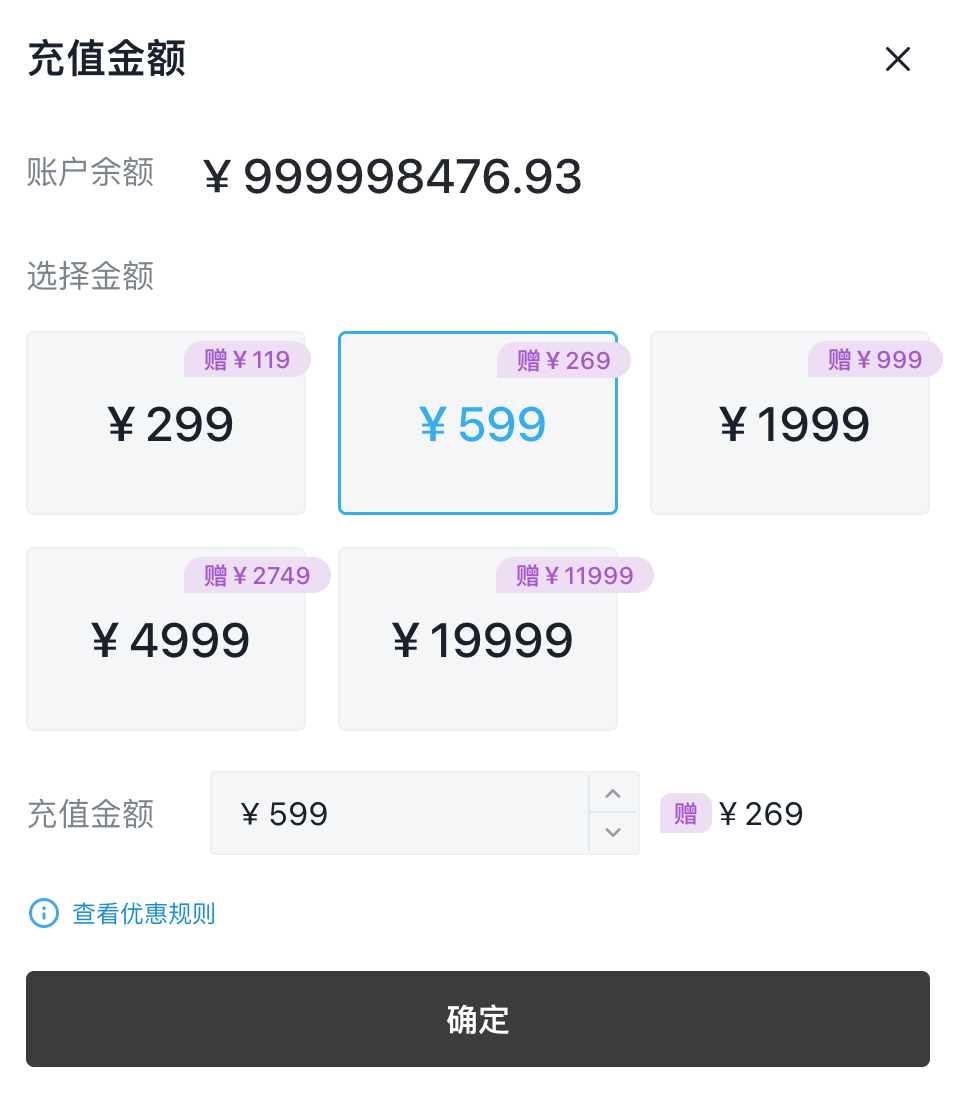 充值金额
账户余额 ¥ 999998476.93
选择金额
赠 ¥ 119
¥ 299
赠 ¥ 269
¥ 599
赠 ¥ 999
¥ 1999
赠 ¥ 2749
¥ 4999
赠 ¥ 11999
¥ 19999
充值金额 ¥ 599 赠 ¥ 269
查看优惠规则
确定